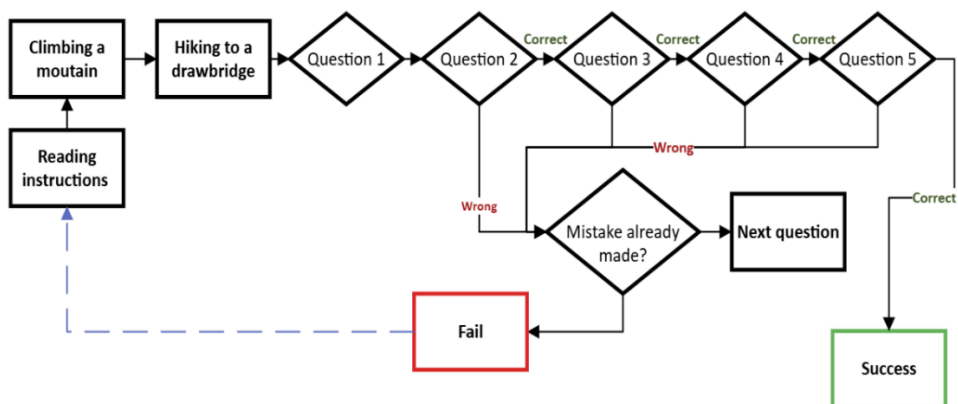 Climbing a
moutain
Hiking to a
drawbridge
Question 1
Question 2
Correct
Question 3
Correct
Question 4
Correct
Question 5
Reading
instructions
Wrong
Wrong
Correct
Mistake already
made?
Next question
Fail
Success